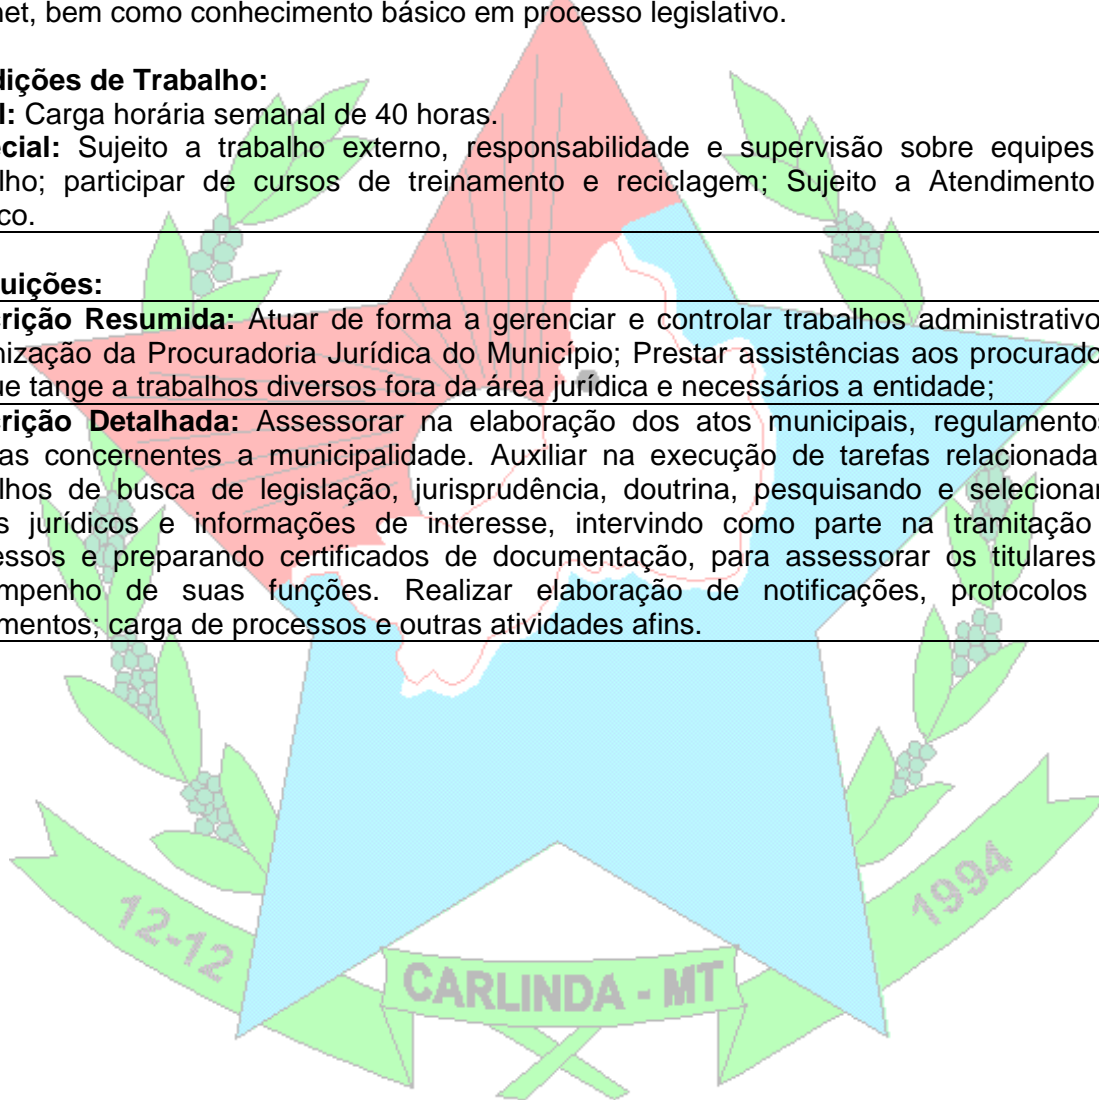 net, bem como conhecimento básico em processo legislativo.
dições de Trabalho:
l: Carga horária semanal de 40 horas.
ecial: Sujeito a trabalho externo, responsabilidade e supervisão sobre equipes
lho; participar de cursos de treinamento e reciclagem; Sujeito a Atendimento
ico.
uições:
crição Resumida: Atuar de forma a gerenciar e controlar trabalhos administrativo
nização da Procuradoria Jurídica do Município; Prestar assistências aos procurado
ue tange a trabalhos diversos fora da área jurídica e necessários a entidade;
crição Detalhada: Assessorar na elaboração dos atos municipais, regulamentos
as concernentes a municipalidade. Auxiliar na execução de tarefas relacionada
lhos de busca de legislação, jurisprudência, doutrina, pesquisando e seleciona
s jurídicos e informações de interesse, intervindo como parte na tramitação
essos e preparando certificados de documentação, para assessorar os titulares
mpenho de suas funções. Realizar elaboração de notificações, protocolos
mentos; carga de processos e outras atividades afins.
12-12
1994
CARLINDA - MT